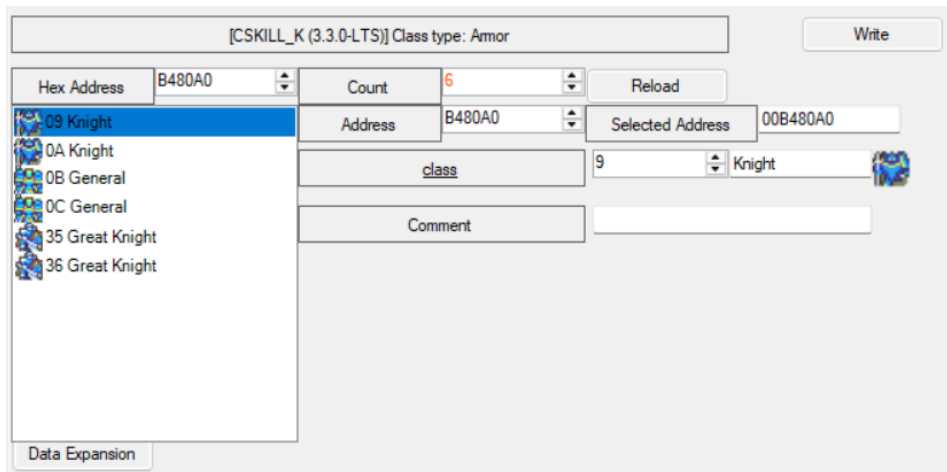 [CSKILL_K (3.3.0-LTS)] Class type: Armor
Write
Hex Address B480A0 Count 6 Reload
09 Knight Address B480A0 Selected Address 00B480A0
0A Knight class 9 Knight
0B General
0C General Comment
35 Great Knight
36 Great Knight
Data Expansion